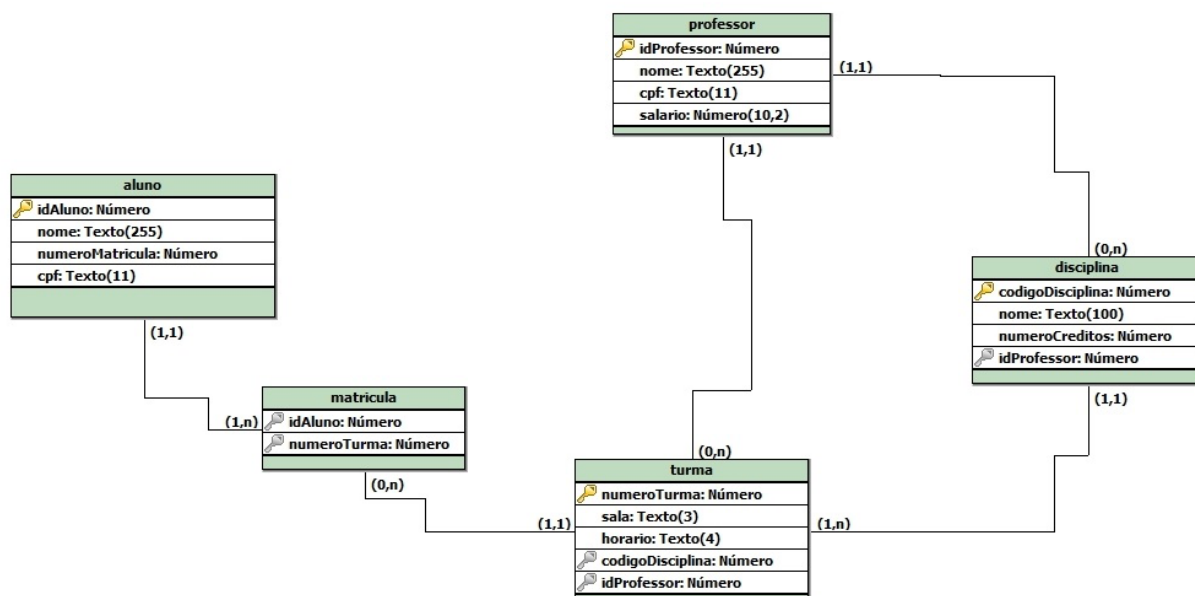 professor
idProfessor: Número
nome: Texto(255)
cpf: Texto(11)
salario: Número(10,2)
(1,1)
(1,1)
aluno
idAluno: Número
nome: Texto(255)
numeroMatricula: Número
cpf: Texto(11)
(1,1)
(0,n)
disciplina
codigoDisciplina: Número
nome: Texto(100)
numeroCreditos: Número
idProfessor: Número
(1,1)
matricula
idAluno: Número
numeroTurma: Número
(1,n)
(0,n)
(0,n)
turma
numeroTurma: Número
sala: Texto(3)
horario: Texto(4)
codigoDisciplina: Número
idProfessor: Número
(1,1)
(1,n)